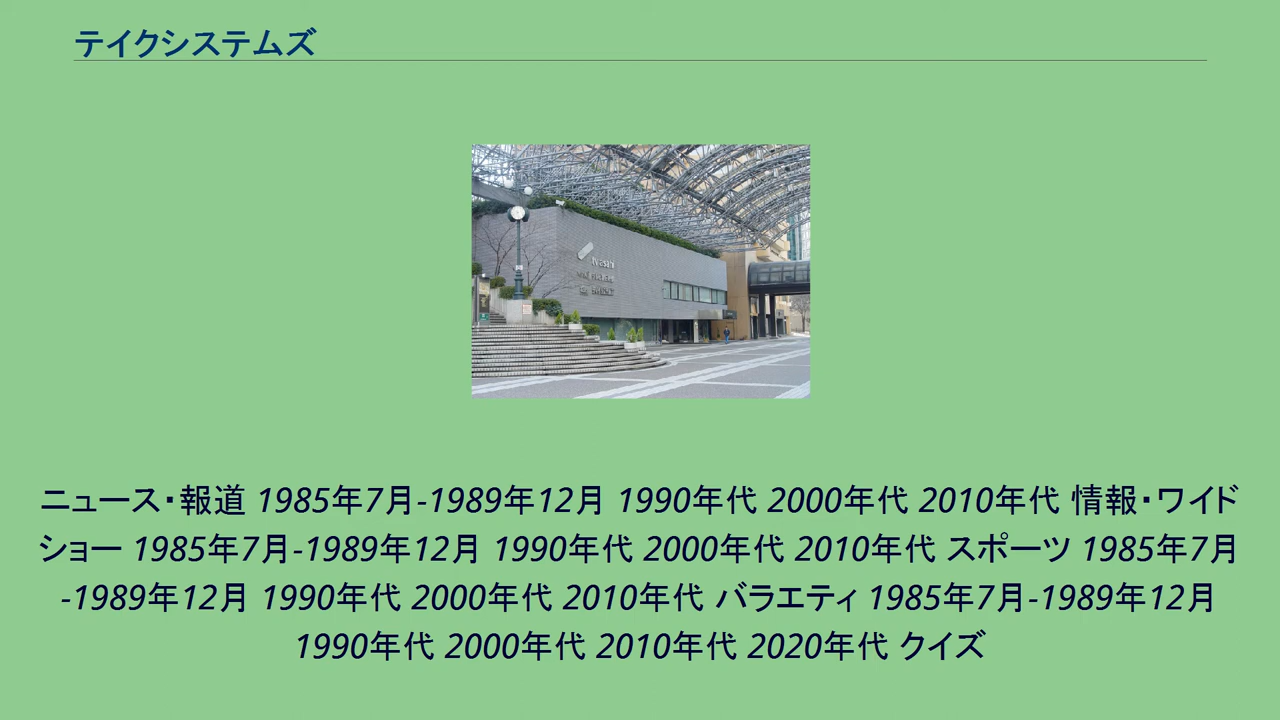 テイクシステムズ
ニュース・報道 1985年7月-1989年12月 1990年代 2000年代 2010年代 情報・ワイド
ショー 1985年7月-1989年12月 1990年代 2000年代 2010年代 スポーツ 1985年7月
-1989年12月 1990年代 2000年代 2010年代 バラエティ 1985年7月-1989年12月
1990年代 2000年代 2010年代 2020年代 クイズ